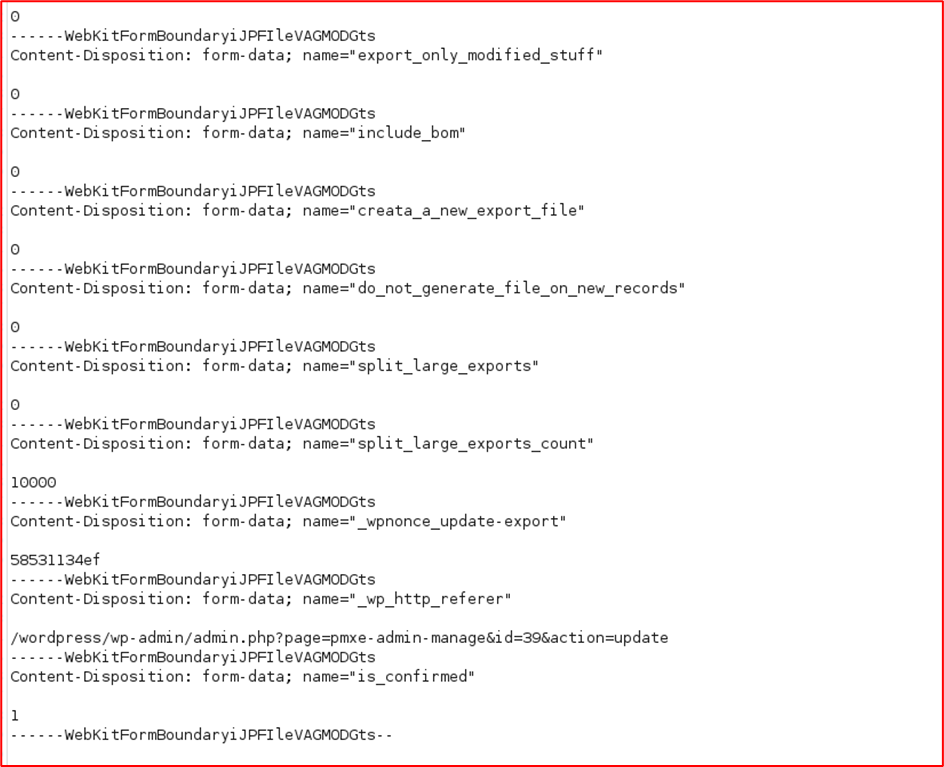 0
------WebKitFormBoundaryiJPFIleVAGMODGts
Content-Disposition: form-data; name="export_only_modified_stuff"
0
------WebKitFormBoundaryiJPFIleVAGMODGts
Content-Disposition: form-data; name="include_bom"
0
------WebKitFormBoundaryiJPFIleVAGMODGts
Content-Disposition: form-data; name="creata_a_new_export_file"
0
------WebKitFormBoundaryiJPFIleVAGMODGts
Content-Disposition: form-data; name="do_not_generate_file_on_new_records"
0
------WebKitFormBoundaryiJPFIleVAGMODGts
Content-Disposition: form-data; name="split_large_exports"
0
------WebKitFormBoundaryiJPFIleVAGMODGts
Content-Disposition: form-data; name="split_large_exports_count"
10000
------WebKitFormBoundaryiJPFIleVAGMODGts
Content-Disposition: form-data; name="_wpnonce_update-export"
58531134ef
------WebKitFormBoundaryiJPFIleVAGMODGts
Content-Disposition: form-data; name="_wp_http_referer"
/wordpress/wp-admin/admin.php?page=pmxe-admin-manage&id=39&action=update
------WebKitFormBoundaryiJPFIleVAGMODGts
Content-Disposition: form-data; name="is_confirmed"
1
------WebKitFormBoundaryiJPFIleVAGMODGts--